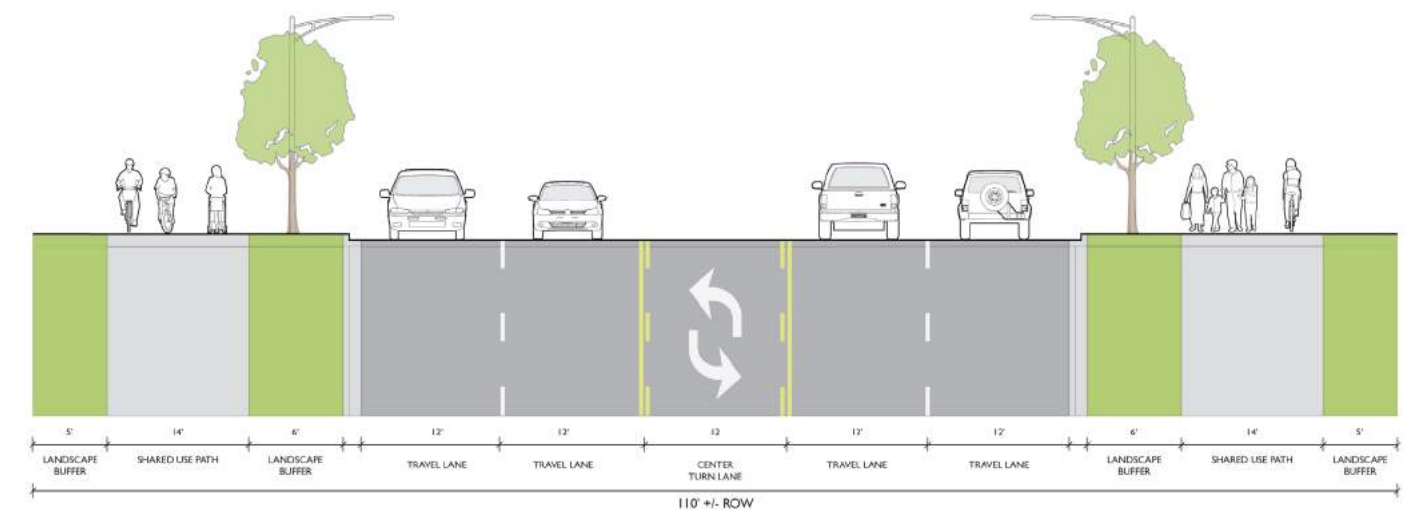 5' 14' 6' 12' 12' 12 12' 12' 6' 14' 5'
LANDSCAPE BUFFER
SHARED USE PATH
LANDSCAPE BUFFER
TRAVEL LANE
TRAVEL LANE
CENTER TURN LANE
TRAVEL LANE
TRAVEL LANE
LANDSCAPE BUFFER
SHARED USE PATH
LANDSCAPE BUFFER
110' +/- ROW